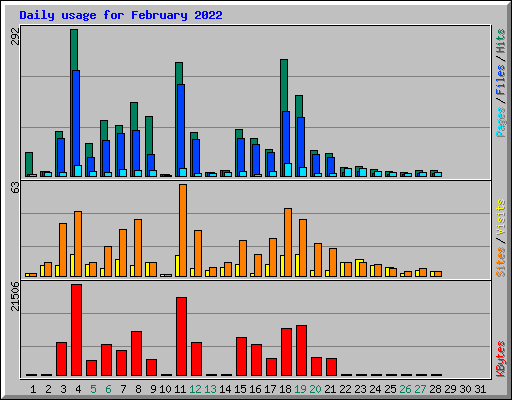 Daily usage for February 2022
292
Pages / Files / Hits
63
Sites / Visits
21506
KBytes
1 2 3 4 5 6 7 8 9 10 11 12 13 14 15 16 17 18 19 20 21 22 23 24 25 26 27 28 29 30 31